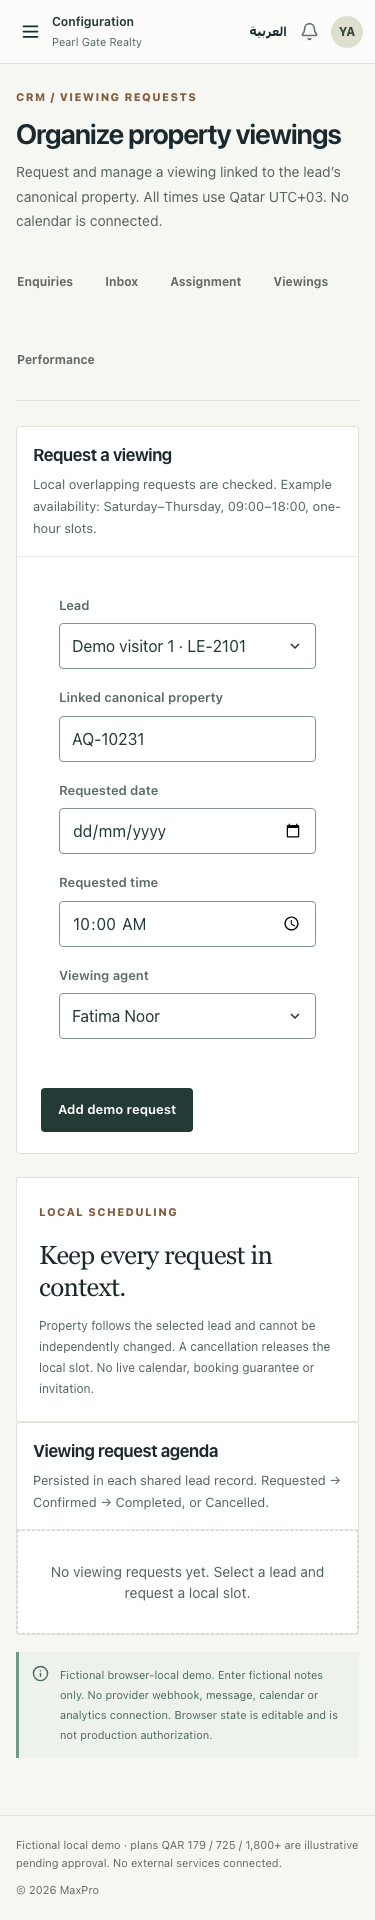 Configuration
Pearl Gate Realty
العربية
YA
CRM / VIEWING REQUESTS
Organize property viewings
Request and manage a viewing linked to the lead's
canonical property. All times use Qatar UTC+03. No
calendar is connected.
Enquiries
Inbox
Assignment
Viewings
Performance
Request a viewing
Local overlapping requests are checked. Example
availability: Saturday–Thursday, 09:00–18:00, one-
hour slots.
Lead
Demo visitor 1 · LE-2101
Linked canonical property
AQ-10231
Requested date
dd/mm/yyyy
Requested time
10:00 AM
Viewing agent
Fatima Noor
Add demo request
LOCAL SCHEDULING
Keep every request in
context.
Property follows the selected lead and cannot be
independently changed. A cancellation releases the
local slot. No live calendar, booking guarantee or
invitation.
Viewing request agenda
Persisted in each shared lead record. Requested →
Confirmed → Completed, or Cancelled.
No viewing requests yet. Select a lead and
request a local slot.
Fictional browser-local demo. Enter fictional notes
only. No provider webhook, message, calendar or
analytics connection. Browser state is editable and is
not production authorization.
Fictional local demo · plans QAR 179 / 725 / 1,800+ are illustrative
pending approval. No external services connected.
© 2026 MaxPro